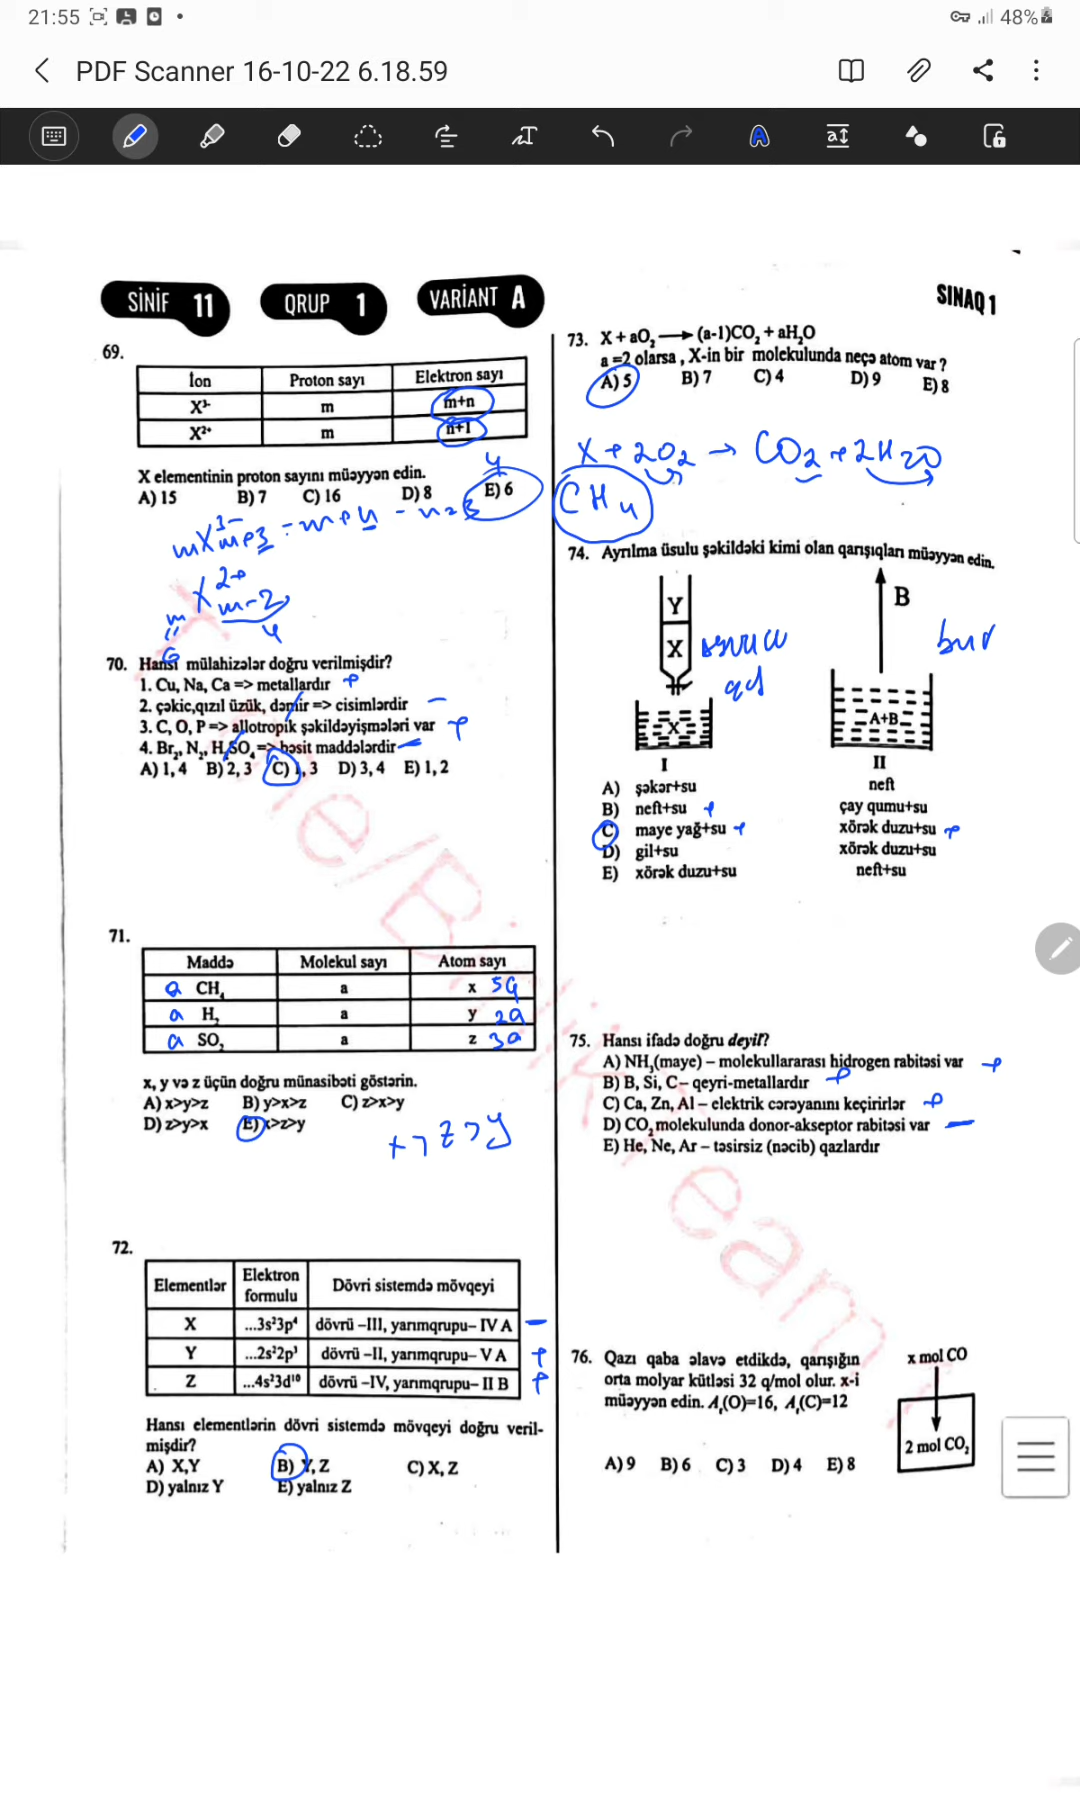 21:55
48%
PDF Scanner 16-10-22 6.18.59
SİNİF 11
QRUP 1
VARİANT A
SINAQ 1
69.
İon Proton sayı Elektron sayı
X³⁻ m m+n
X²⁺ m n+1
X elementinin proton sayını müəyyən edin.
A) 15 B) 7 C) 16 D) 8 E) 6
70. Hansı mülahizələr doğru verilmişdir?
1. Cu, Na, Ca => metallardır
2. çəkic,qızıl üzük, dəmir => cisimlərdir
3. C, O, P => allotropik şəkildəyişmələri var
4. Br₂, N₂, H₂SO₄ => bəsit maddələrdir
A) 1, 4 B) 2, 3 C) 1, 3 D) 3, 4 E) 1, 2
71.
Maddə Molekul sayı Atom sayı
a CH₄ a x 5a
a H₂ a y 2a
a SO₂ a z 3a
x, y və z üçün doğru münasibəti göstərin.
A) x>y>z B) y>x>z C) z>x>y
D) z>y>x E) x>z>y
x>z>y
72.
Elementlər Elektron formulu Dövri sistemdə mövqeyi
X ...3s²3p⁴ dövrü –III, yarımqrupu– IV A
Y ...2s²2p³ dövrü –II, yarımqrupu– V A
Z ...4s²3d¹⁰ dövrü –IV, yarımqrupu– II B
Hansı elementlərin dövri sistemdə mövqeyi doğru veril-
mişdir?
A) X,Y B) Y, Z C) X, Z
D) yalnız Y E) yalnız Z
73. X + aO₂ → (a-1)CO₂ + aH₂O
a =2 olarsa , X-in bir molekulunda neçə atom var ?
A) 5 B) 7 C) 4 D) 9 E) 8
X + 2O₂ → CO₂ + 2H₂O
CH₄
74. Ayrılma üsulu şəkildəki kimi olan qarışıqları müəyyən edin.
Y
X
X
I
B
A+B
II
A) şəkər+su neft
B) neft+su çay qumu+su
C) maye yağ+su xörək duzu+su
D) gil+su xörək duzu+su
E) xörək duzu+su neft+su
75. Hansı ifadə doğru deyil?
A) NH₃(maye) – molekullararası hidrogen rabitəsi var
B) B, Si, C – qeyri-metallardır
C) Ca, Zn, Al – elektrik cərəyanını keçirirlər
D) CO₂ molekulunda donor-akseptor rabitəsi var
E) He, Ne, Ar – təsirsiz (nəcib) qazlardır
76. Qazı qaba əlavə etdikdə, qarışığın
orta molyar kütləsi 32 q/mol olur. x-i
müəyyən edin. Aᵣ(O)=16, Aᵣ(C)=12
x mol CO
2 mol CO₂
A) 9 B) 6 C) 3 D) 4 E) 8